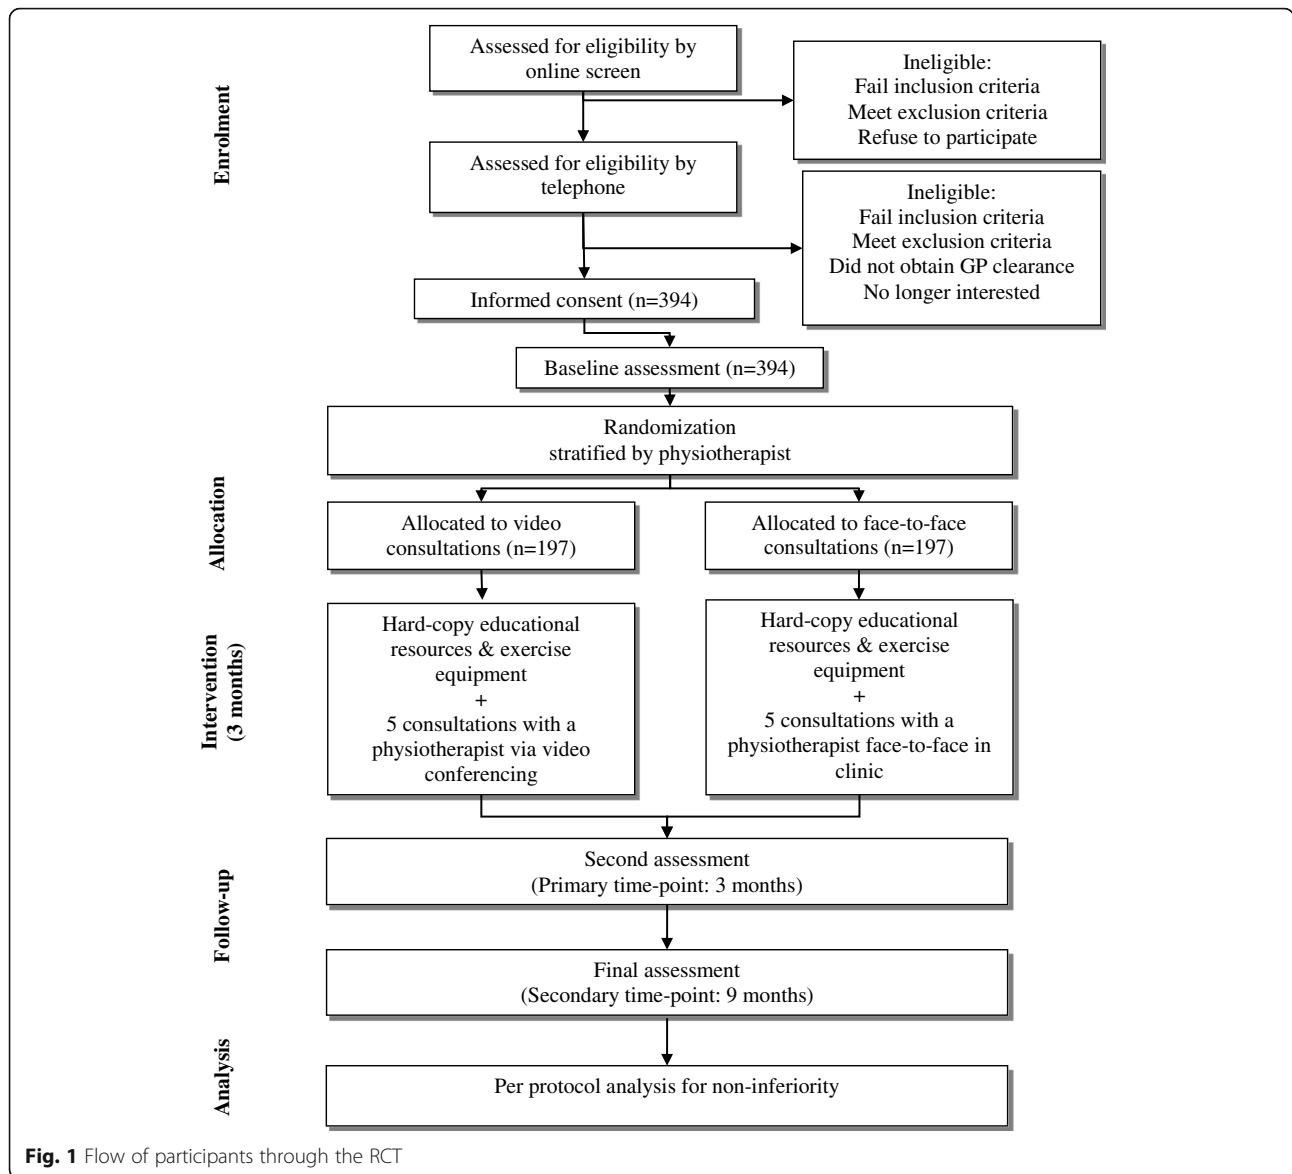 Enrolment
Assessed for eligibility by
online screen
Ineligible:
Fail inclusion criteria
Meet exclusion criteria
Refuse to participate
Assessed for eligibility by
telephone
Ineligible:
Fail inclusion criteria
Meet exclusion criteria
Did not obtain GP clearance
No longer interested
Informed consent (n=394)
Baseline assessment (n=394)
Randomization
stratified by physiotherapist
Allocation
Allocated to video
consultations (n=197)
Allocated to face-to-face
consultations (n=197)
Intervention
(3 months)
Hard-copy educational
resources & exercise
equipment
+
5 consultations with a
physiotherapist via video
conferencing
Hard-copy educational
resources & exercise
equipment
+
5 consultations with a
physiotherapist face-to-face in
clinic
Follow-up
Second assessment
(Primary time-point: 3 months)
Final assessment
(Secondary time-point: 9 months)
Analysis
Per protocol analysis for non-inferiority
Fig. 1 Flow of participants through the RCT